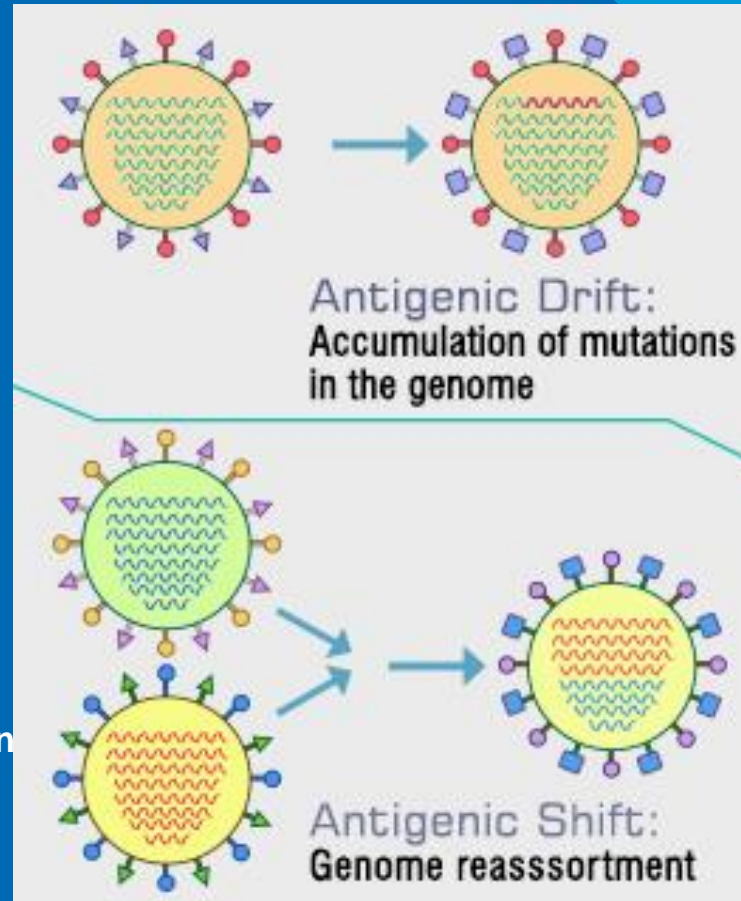 Antigenic Drift:
Accumulation of mutations
in the genome
n
Antigenic Shift:
Genome reasssortment